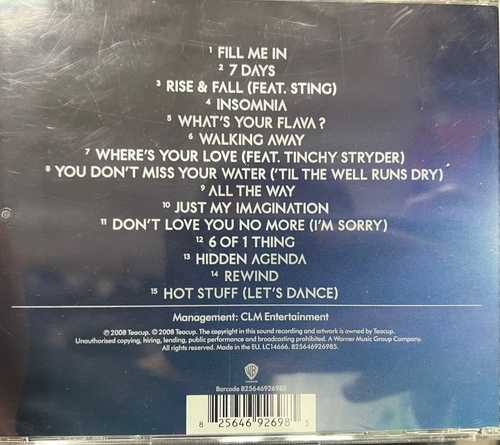 1 FILL ME IN
2 7 DAYS
3 RISE & FALL (FEAT. STING)
4 INSOMNIA
5 WHAT'S YOUR FLAVA?
6 WALKING AWAY
7 WHERE'S YOUR LOVE (FEAT. TINCHY STRYDER)
8 YOU DON'T MISS YOUR WATER ('TIL THE WELL RUNS DRY)
9 ALL THE WAY
10 JUST MY IMAGINATION
11 DON'T LOVE YOU NO MORE (I'M SORRY)
12 6 OF 1 THING
13 HIDDEN AGENDA
14 REWIND
15 HOT STUFF (LET'S DANCE)
Management: CLM Entertainment
℗ 2008 Teacup, © 2008 Teacup. The copyright in this sound recording and artwork is owned by Teacup.
Unauthorised copying, hiring, lending, public performance and broadcasting prohibited. A Warner Music Group Company.
All rights reserved. Made in the EU. LC14666. 825646926985.
Barcode 825646926985
8 25646 92698 5